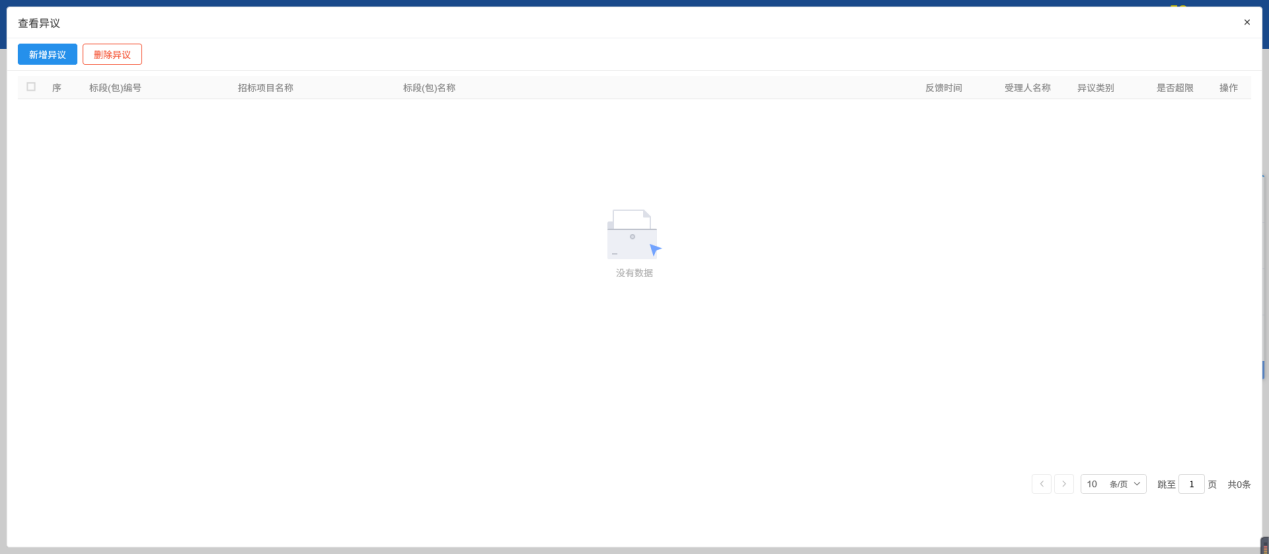 查看异议
新增异议 删除异议
序 标段(包)编号 招标项目名称 标段(包)名称 反馈时间 受理人名称 异议类别 是否超限 操作
没有数据
10 条/页 跳至 1 页 共0条